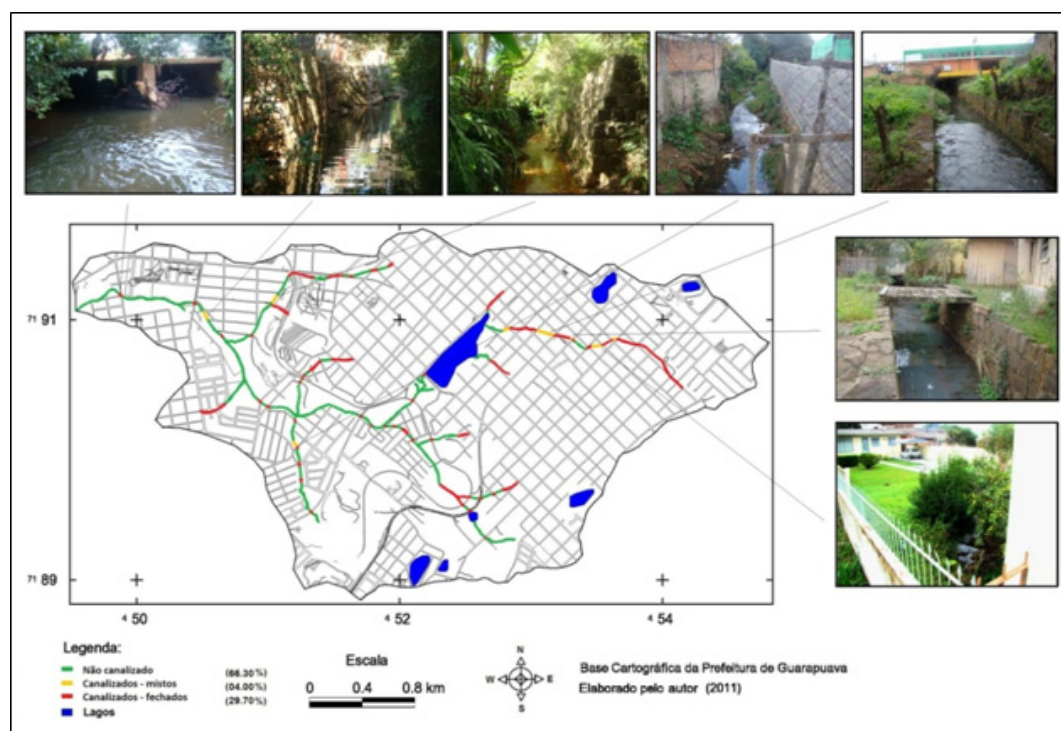 71 91
71 89
4 50
4 52
4 54
Legenda:
Não canalizado (66.30%)
Canalizados - mistos (04.00%)
Canalizados - fechados (29.70%)
Lagos
Escala
0 0.4 0.8 km
N
W E
S
Base Cartográfica da Prefeitura de Guarapuava
Elaborado pelo autor (2011)